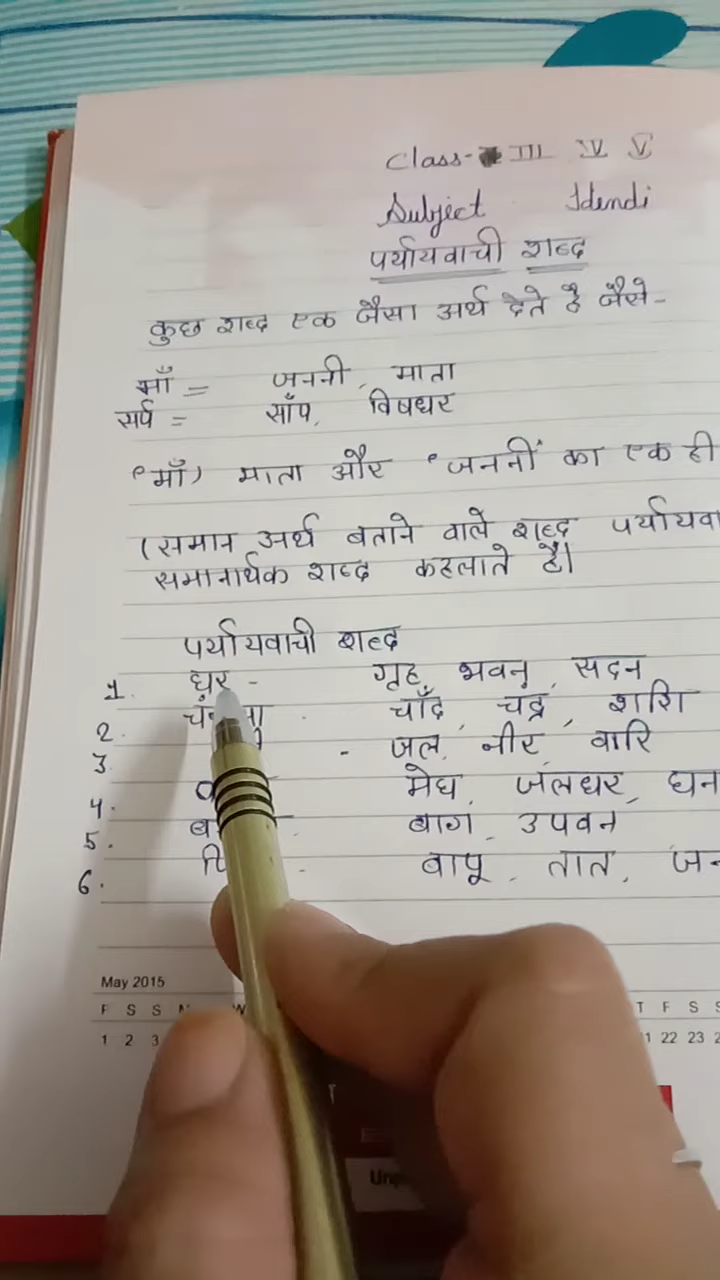 Class- III IV V
Subject Hindi
पर्यायवाची शब्द
कुछ शब्द एक जैसा अर्थ देते है जैसे-
माँ = जननी, माता
सर्प = साँप, विषधर
"माँ) माता और "जननीं का एक ही
(समान अर्थ बताने वाले शब्द
समानार्थक शब्द कहलाते हैं।
पर्यायवाची शब्द
1. घर - गृह, भवन, सदन
2. चाँद, चंद्र, शशि
3. - जल, नीर, वारि
4. मेघ, जलधर, घन
5. बाग, उपवन
6. - बापू, तात,
May 2015
F S S W T F S S
1 2 3 22 23